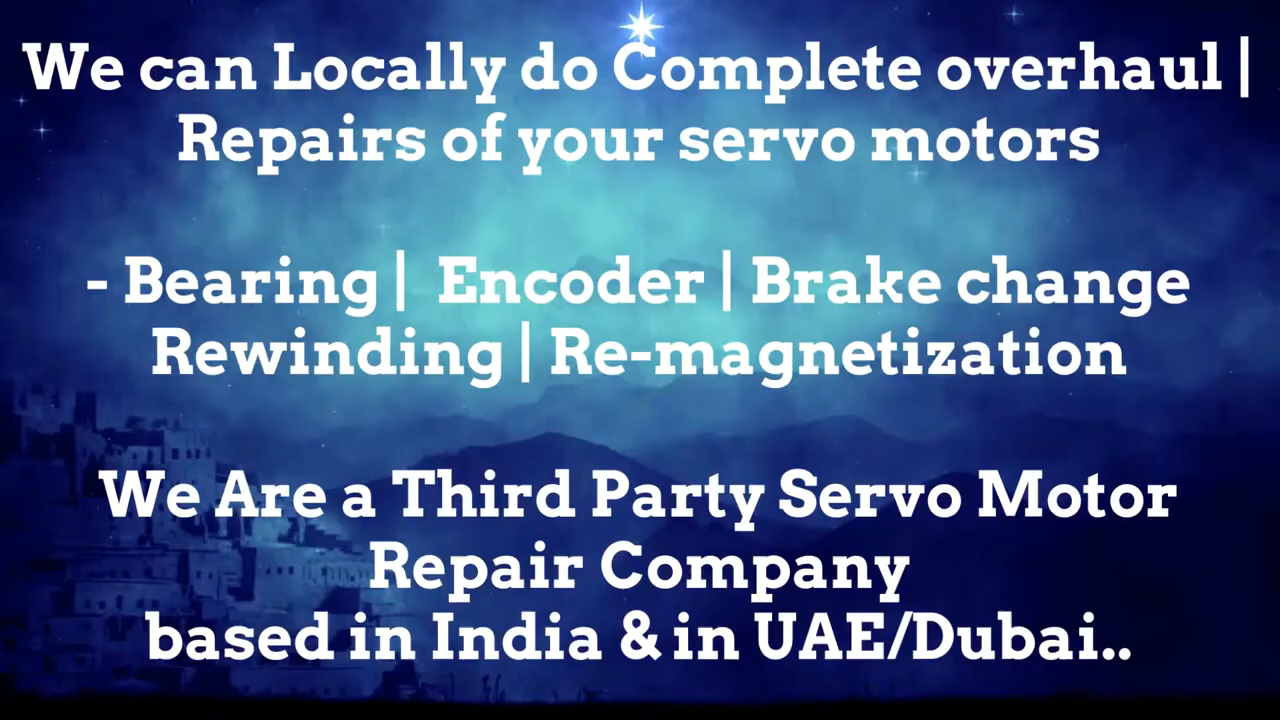 We can Locally do Complete overhaul |
Repairs of your servo motors
- Bearing | Encoder | Brake change
Rewinding | Re-magnetization
We Are a Third Party Servo Motor
Repair Company
based in India & in UAE/Dubai..